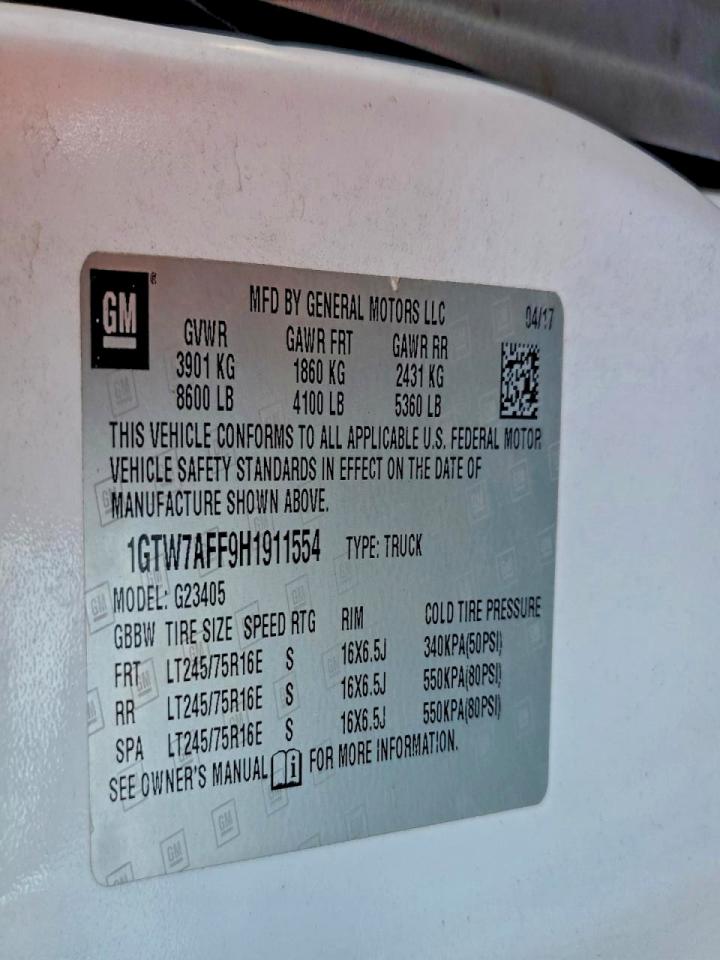 GM ®
MFD BY GENERAL MOTORS LLC 04/17
GVWR GAWR FRT GAWR RR
3901 KG 1860 KG 2431 KG
8600 LB 4100 LB 5360 LB
THIS VEHICLE CONFORMS TO ALL APPLICABLE U.S. FEDERAL MOTOR
VEHICLE SAFETY STANDARDS IN EFFECT ON THE DATE OF
MANUFACTURE SHOWN ABOVE.
1GTW7AFF9H1911554 TYPE: TRUCK
MODEL: G23405
GBBW TIRE SIZE SPEED RTG RIM COLD TIRE PRESSURE
FRT LT245/75R16E S 16X6.5J 340KPA(50PSI)
RR LT245/75R16E S 16X6.5J 550KPA(80PSI)
SPA LT245/75R16E S 16X6.5J 550KPA(80PSI)
SEE OWNER'S MANUAL i FOR MORE INFORMATION.